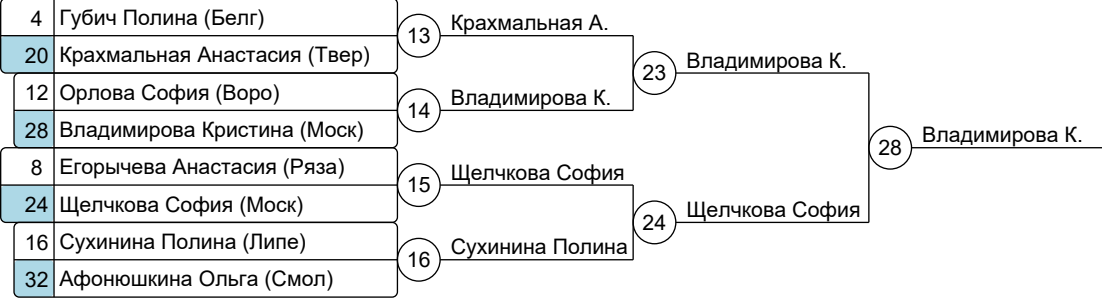 4 Губич Полина (Белг)
20 Крахмальная Анастасия (Твер)
12 Орлова София (Воро)
28 Владимирова Кристина (Моск)
8 Егорычева Анастасия (Ряза)
24 Щелчкова София (Моск)
16 Сухинина Полина (Липе)
32 Афонюшкина Ольга (Смол)
13 Крахмальная А.
14 Владимирова К.
15 Щелчкова София
16 Сухинина Полина
23 Владимирова К.
24 Щелчкова София
28 Владимирова К.